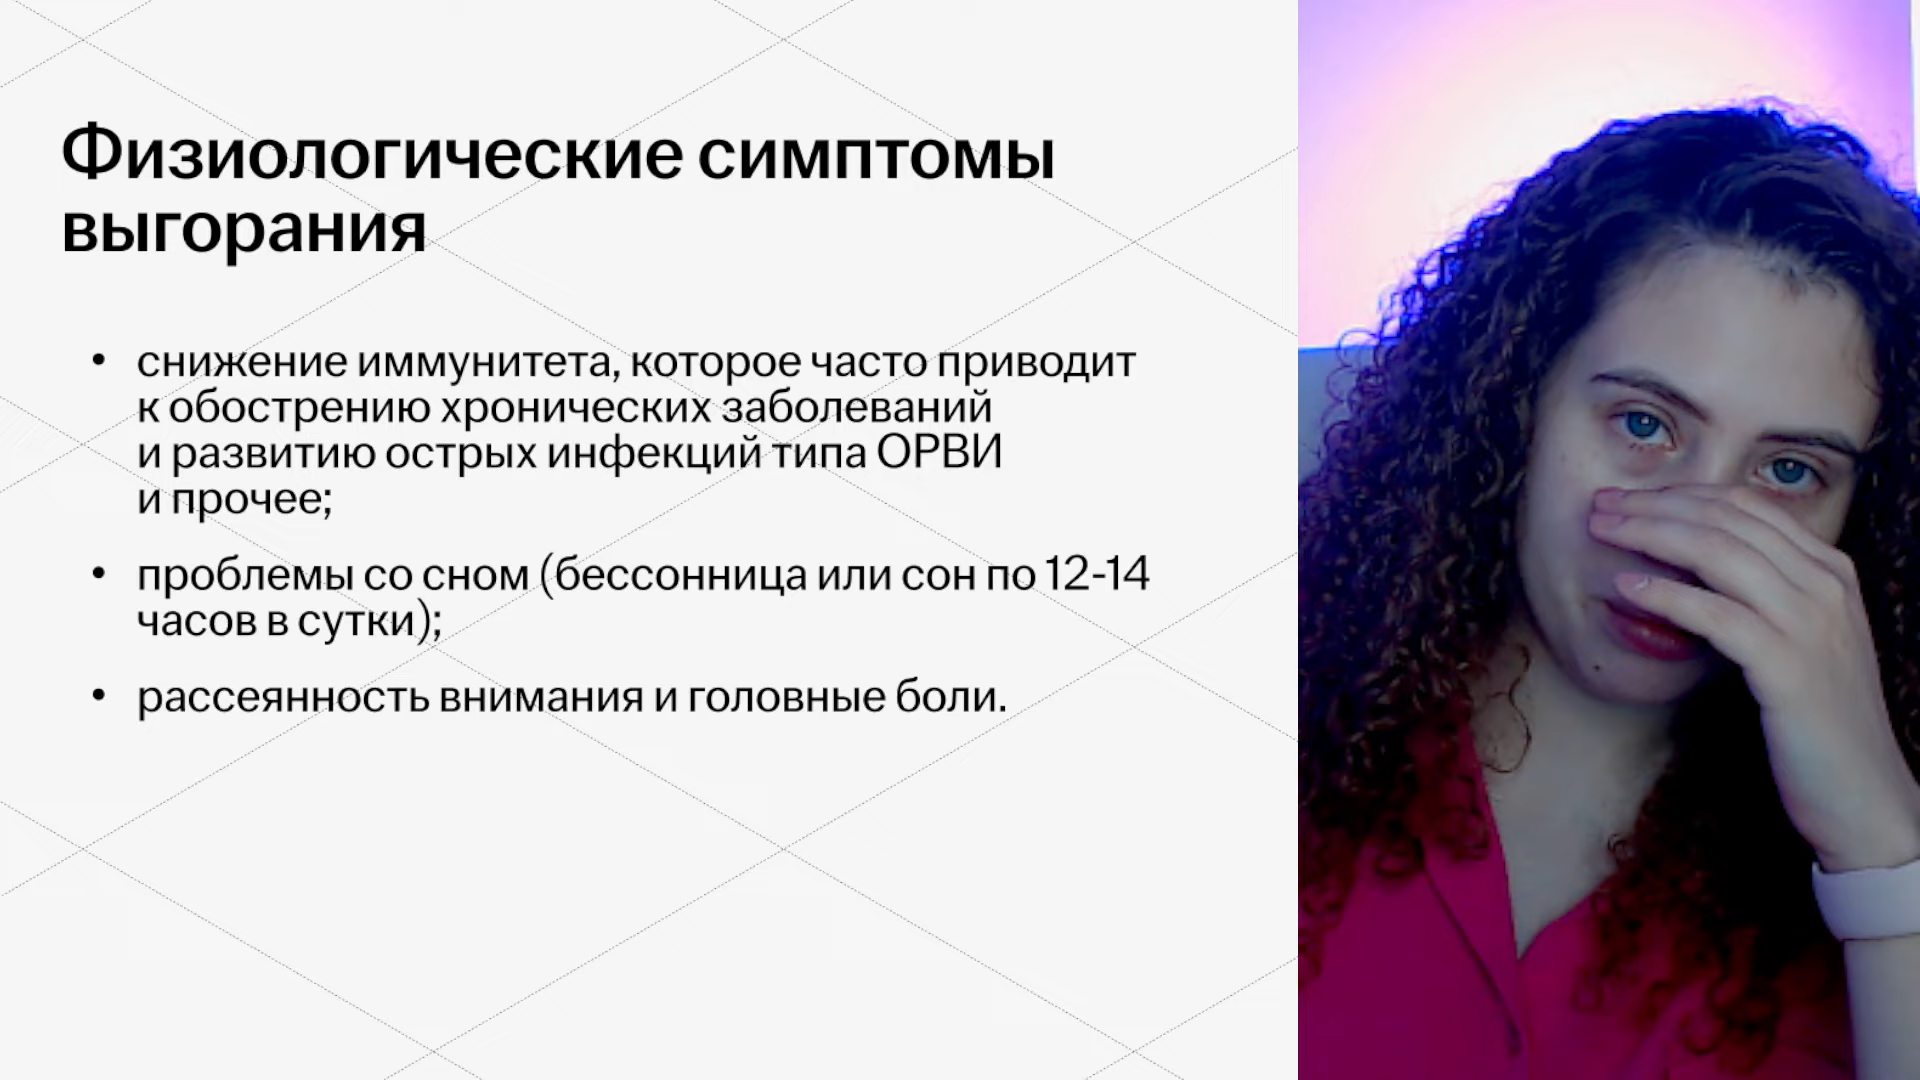 Физиологические симптомы
выгорания
• снижение иммунитета, которое часто приводит
к обострению хронических заболеваний
и развитию острых инфекций типа ОРВИ
и прочее;
• проблемы со сном (бессонница или сон по 12-14
часов в сутки);
• рассеянность внимания и головные боли.